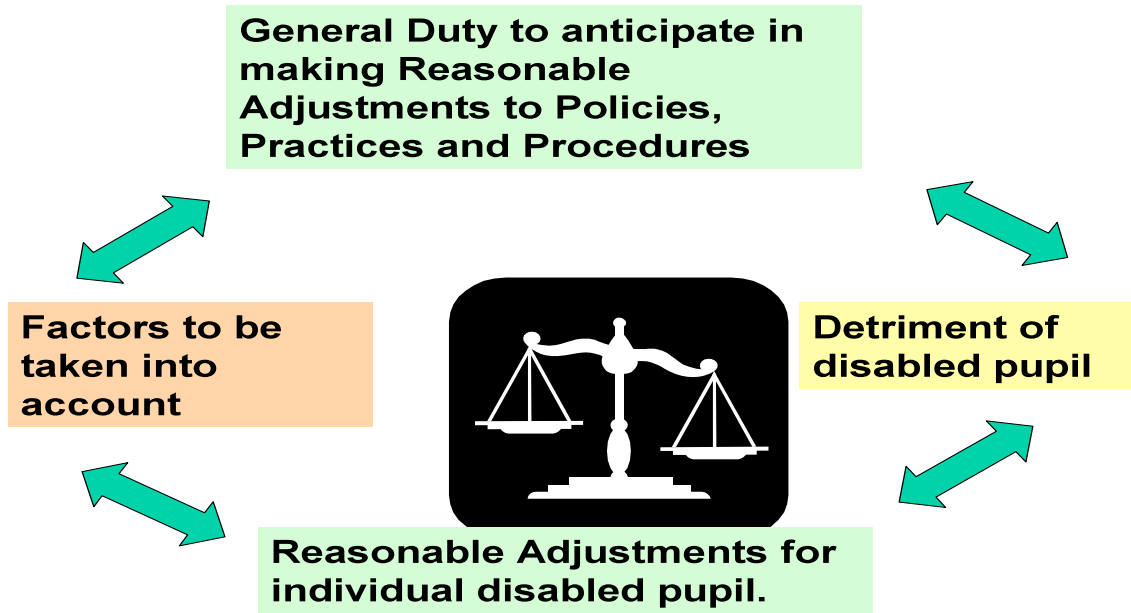 General Duty to anticipate in
making Reasonable
Adjustments to Policies,
Practices and Procedures
Factors to be
taken into
account
Detriment of
disabled pupil
Reasonable Adjustments for
individual disabled pupil.